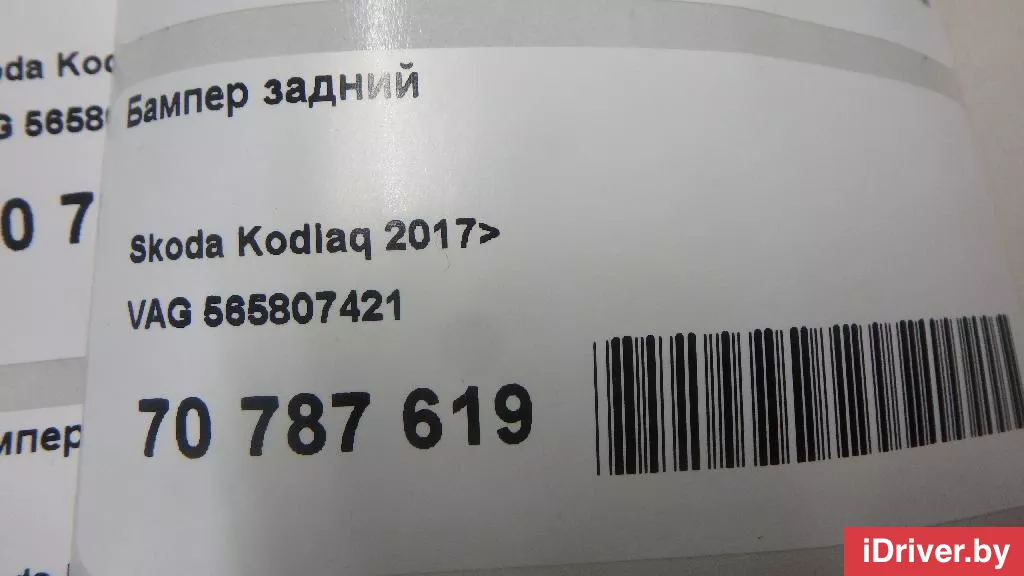 Бампер задний
Skoda Kodiaq 2017>
VAG 565807421
70 787 619
iDriver.by